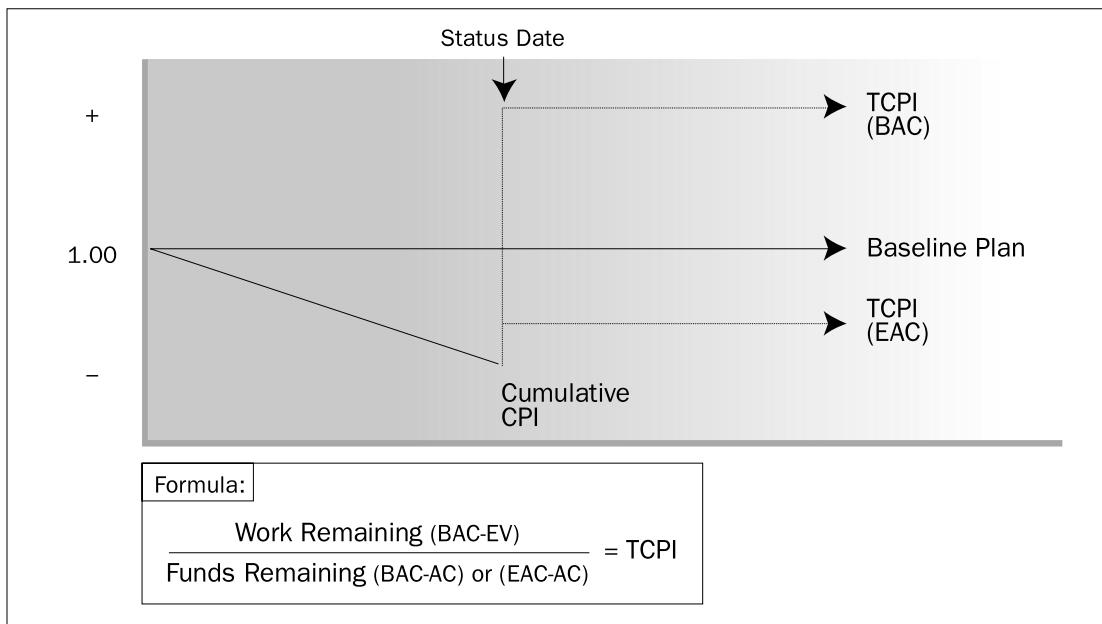 Status Date
+
TCPI
(BAC)
1.00
Baseline Plan
TCPI
(EAC)
–
Cumulative
CPI
Formula:
Work Remaining (BAC-EV)
Funds Remaining (BAC-AC) or (EAC-AC)
= TCPI